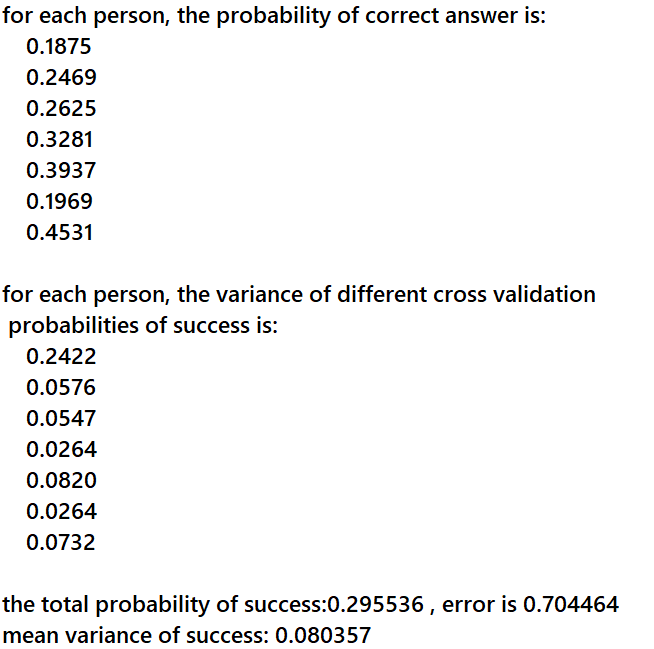 for each person, the probability of correct answer is:
0.1875
0.2469
0.2625
0.3281
0.3937
0.1969
0.4531
for each person, the variance of different cross validation
probabilities of success is:
0.2422
0.0576
0.0547
0.0264
0.0820
0.0264
0.0732
the total probability of success:0.295536 , error is 0.704464
mean variance of success: 0.080357